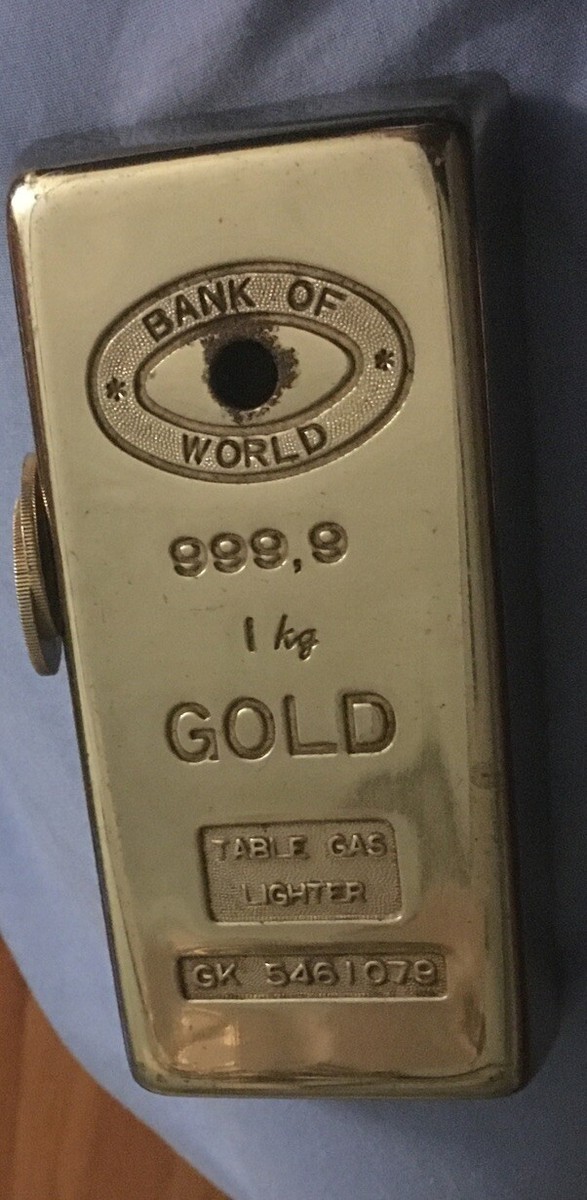 BANK OF
* *
WORLD
999,9
1 kg
GOLD
TABLE GAS
LIGHTER
GK 5461079